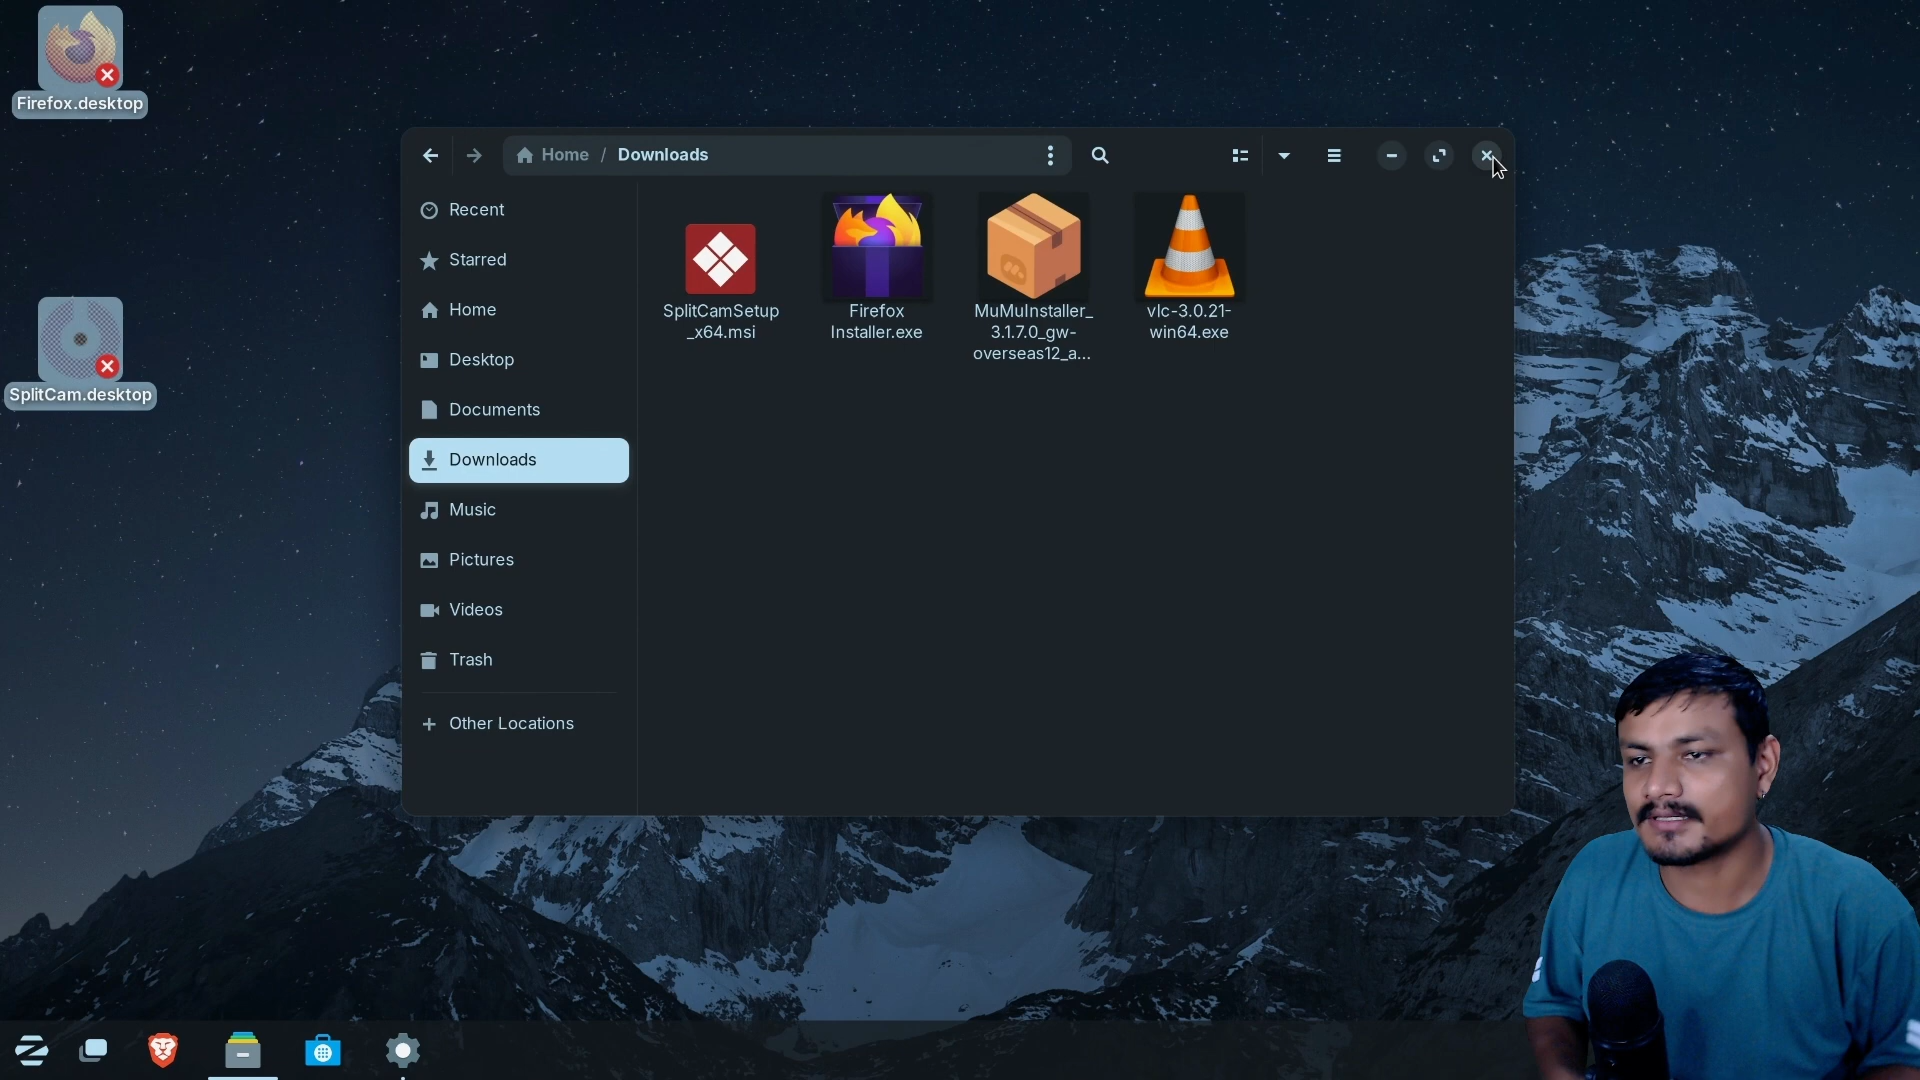 Firefox.desktop
SplitCam.desktop
Home / Downloads
Recent
Starred
Home
Desktop
Documents
Downloads
Music
Pictures
Videos
Trash
Other Locations
SplitCamSetup
_x64.msi
Firefox
Installer.exe
MuMuInstaller_
3.1.7.0_gw-
overseas12_a...
vlc-3.0.21-
win64.exe